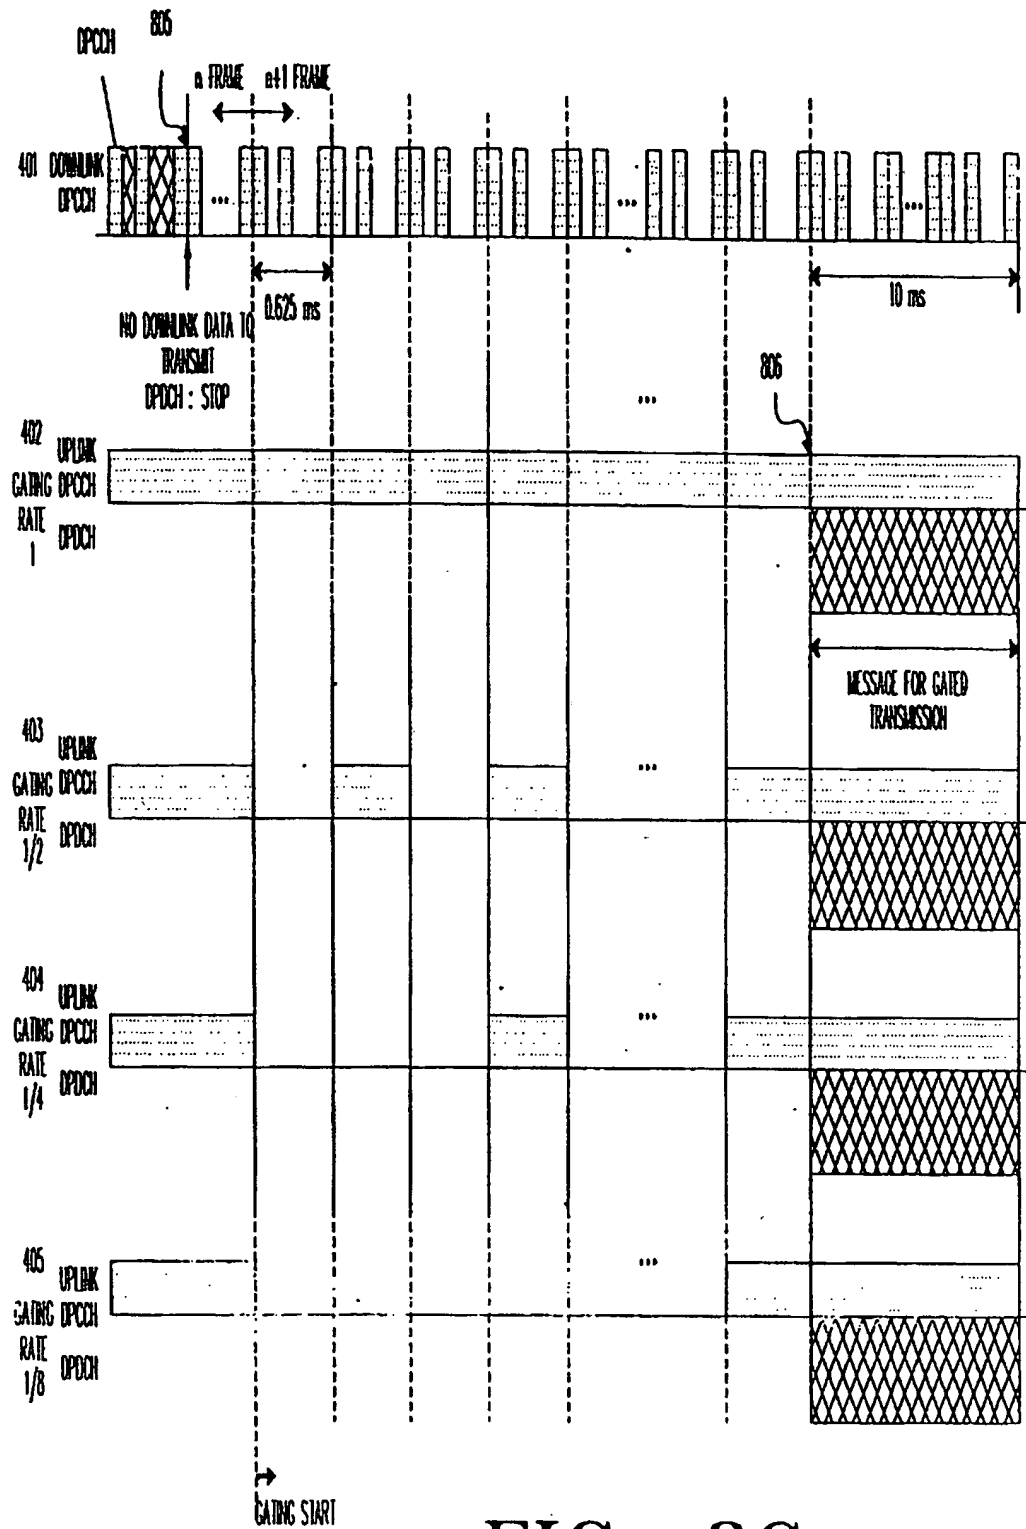 805
DPCCH
n FRAME n+1 FRAME
401 DOWNLINK
DPCCH
...
...
...
0.625 ms
10 ms
NO DOWNLINK DATA TO
TRANSMIT
DPDCH : STOP
806
...
402
UPLINK
GATING DPCCH
RATE
1
DPDCH
MESSAGE FOR GATED
TRANSMISSION
403
UPLINK
GATING DPCCH
RATE
1/2
DPDCH
...
404
UPLINK
GATING DPCCH
RATE
1/4
DPDCH
...
405
UPLINK
GATING DPCCH
RATE
1/8
DPDCH
...
GATING START